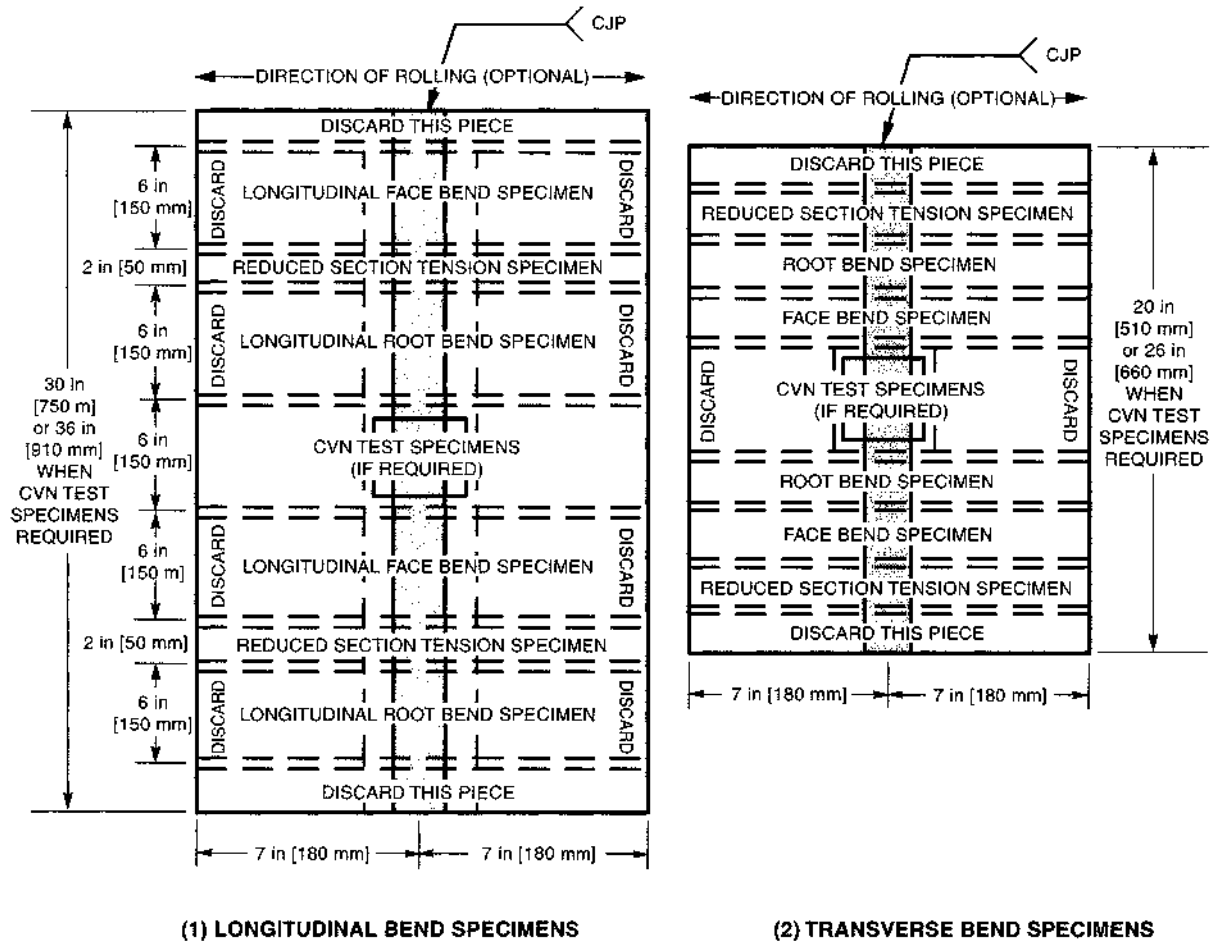 CJP
DIRECTION OF ROLLING (OPTIONAL)
DISCARD THIS PIECE
DISCARD
LONGITUDINAL FACE BEND SPECIMEN
DISCARD
6 in
[150 mm]
2 in [50 mm]
REDUCED SECTION TENSION SPECIMEN
6 in
[150 mm]
DISCARD
LONGITUDINAL ROOT BEND SPECIMEN
DISCARD
30 in
[750 m]
or 36 in
[910 mm]
WHEN
CVN TEST
SPECIMENS
REQUIRED
6 in
[150 mm]
CVN TEST SPECIMENS
(IF REQUIRED)
6 in
[150 m]
DISCARD
LONGITUDINAL FACE BEND SPECIMEN
DISCARD
2 in [50 mm]
REDUCED SECTION TENSION SPECIMEN
6 in
[150 mm]
DISCARD
LONGITUDINAL ROOT BEND SPECIMEN
DISCARD
DISCARD THIS PIECE
7 in [180 mm]
7 in [180 mm]
(1) LONGITUDINAL BEND SPECIMENS
CJP
DIRECTION OF ROLLING (OPTIONAL)
DISCARD THIS PIECE
REDUCED SECTION TENSION SPECIMEN
ROOT BEND SPECIMEN
FACE BEND SPECIMEN
DISCARD
CVN TEST SPECIMENS
(IF REQUIRED)
DISCARD
20 in
[510 mm]
or 26 in
[660 mm]
WHEN
CVN TEST
SPECIMENS
REQUIRED
ROOT BEND SPECIMEN
FACE BEND SPECIMEN
REDUCED SECTION TENSION SPECIMEN
DISCARD THIS PIECE
7 in [180 mm]
7 in [180 mm]
(2) TRANSVERSE BEND SPECIMENS